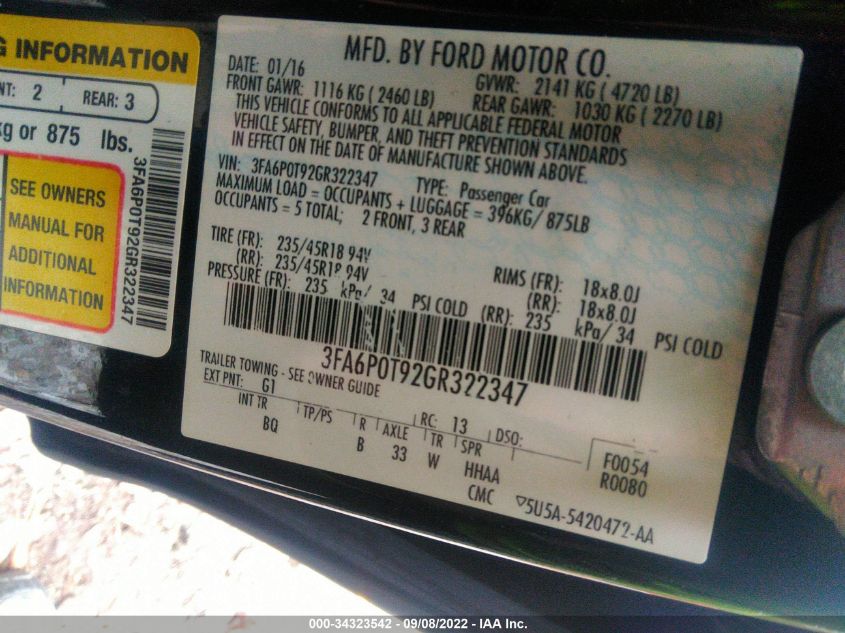 G INFORMATION
NT: 2 REAR: 3
kg or 875 lbs.
SEE OWNERS
MANUAL FOR
ADDITIONAL
INFORMATION
3FA6P0T92GR322347
MFD. BY FORD MOTOR CO.
DATE: 01/16 GVWR: 2141 KG ( 4720 LB)
FRONT GAWR: 1116 KG ( 2460 LB) REAR GAWR: 1030 KG ( 2270 LB)
THIS VEHICLE CONFORMS TO ALL APPLICABLE FEDERAL MOTOR
VEHICLE SAFETY, BUMPER, AND THEFT PREVENTION STANDARDS
IN EFFECT ON THE DATE OF MANUFACTURE SHOWN ABOVE.
VIN: 3FA6P0T92GR322347 TYPE: Passenger Car
MAXIMUM LOAD = OCCUPANTS + LUGGAGE = 396KG/ 875LB
OCCUPANTS = 5 TOTAL; 2 FRONT, 3 REAR
TIRE (FR): 235/45R18 94V RIMS (FR): 18x8.0J
(RR): 235/45R18 94V (RR): 18x8.0J
PRESSURE (FR): 235 kPa/ 34 PSI COLD (RR): 235 kPa/ 34 PSI COLD
3FA6P0T92GR322347
TRAILER TOWING - SEE OWNER GUIDE
EXT PNT: G1 RC: 13 DSO:
INT TR TP/PS R AXLE TR SPR F0054
BQ B 33 W HHAA R0080
CMC 5U5A-5420472-AA
000-34323542 - 09/08/2022 - IAA Inc.